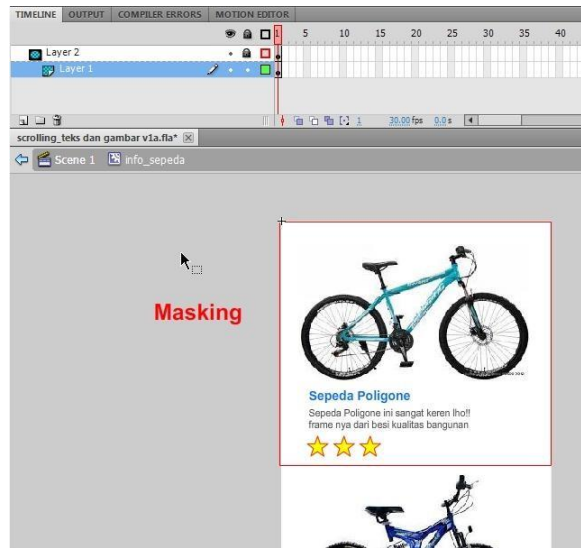 TIMELINE OUTPUT COMPILER ERRORS MOTION EDITOR
1 5 10 15 20 25 30 35 40
Layer 2
Layer 1
1 30.00 fps 0.0 s
scrolling_teks dan gambar v1a.fla*
Scene 1 info_sepeda
Masking
Sepeda Poligone
Sepeda Poligone ini sangat keren lho!!
frame nya dari besi kualitas bangunan